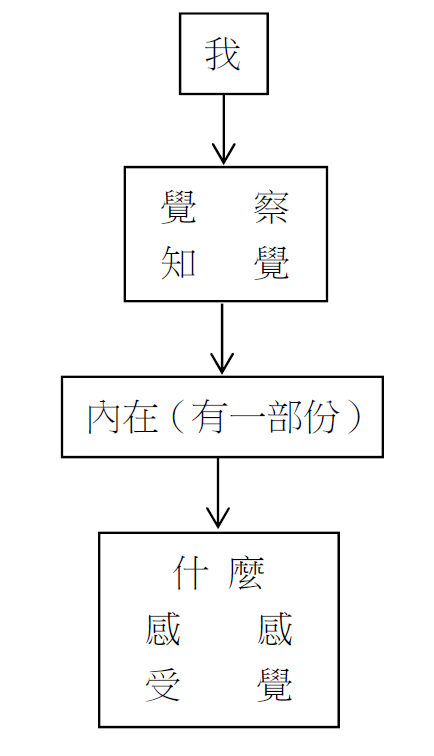 我
覺 察
知 覺
內在（有一部份）
什 麼
感 感
受 覺